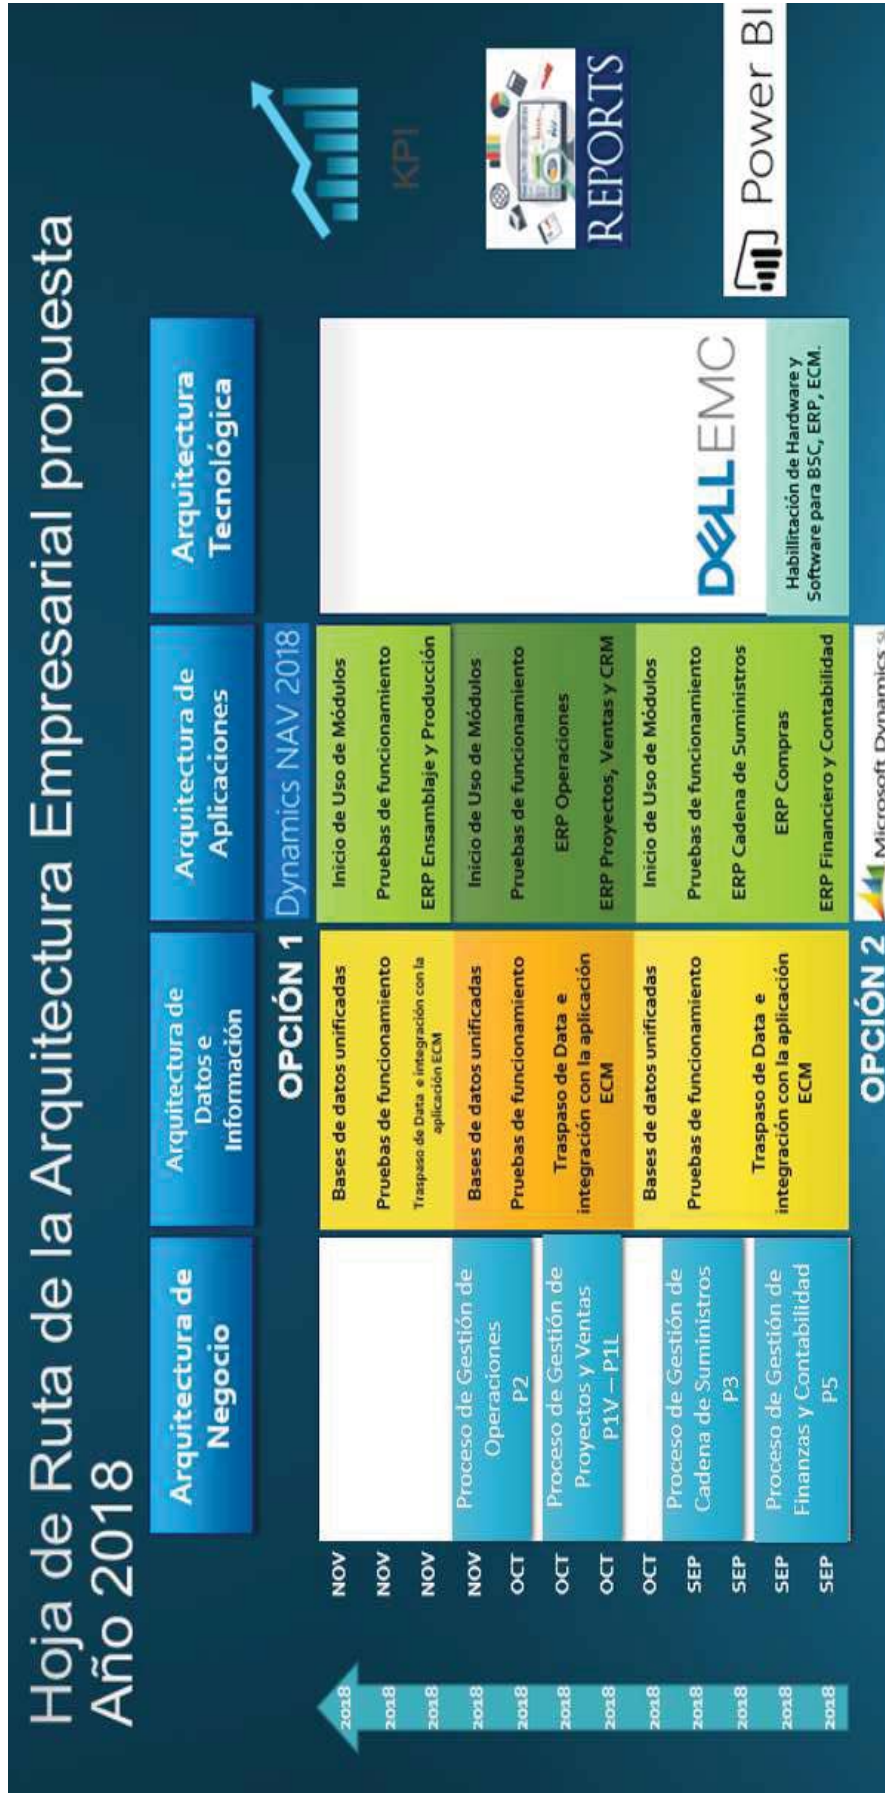 Hoja de Ruta de la Arquitectura Empresarial propuesta
Año 2018
Arquitectura de
Negocio
Arquitectura de
Datos e
Información
Arquitectura de
Aplicaciones
Arquitectura
Tecnológica
OPCIÓN 1
Dynamics NAV 2018
2018
2018
2018
2018
2018
2018
2018
2018
2018
2018
2018
2018
NOV
NOV
NOV
NOV
OCT
OCT
OCT
OCT
SEP
SEP
SEP
SEP
Proceso de Gestión de
Operaciones
P2
Proceso de Gestión de
Proyectos y Ventas
P1V – P1L
Proceso de Gestión de
Cadena de Suministros
P3
Proceso de Gestión de
Finanzas y Contabilidad
P5
Bases de datos unificadas
Pruebas de funcionamiento
Traspaso de Data e integración con la
aplicación ECM
Bases de datos unificadas
Pruebas de funcionamiento
Traspaso de Data e
integración con la aplicación
ECM
Bases de datos unificadas
Pruebas de funcionamiento
Traspaso de Data e
integración con la aplicación
ECM
Inicio de Uso de Módulos
Pruebas de funcionamiento
ERP Ensamblaje y Producción
Inicio de Uso de Módulos
Pruebas de funcionamiento
ERP Operaciones
ERP Proyectos, Ventas y CRM
Inicio de Uso de Módulos
Pruebas de funcionamiento
ERP Cadena de Suministros
ERP Compras
ERP Financiero y Contabilidad
DELL EMC
Habillitación de Hardware y
Software para BSC, ERP, ECM.
KPI
REPORTS
Power BI
OPCIÓN 2
Microsoft Dynamics